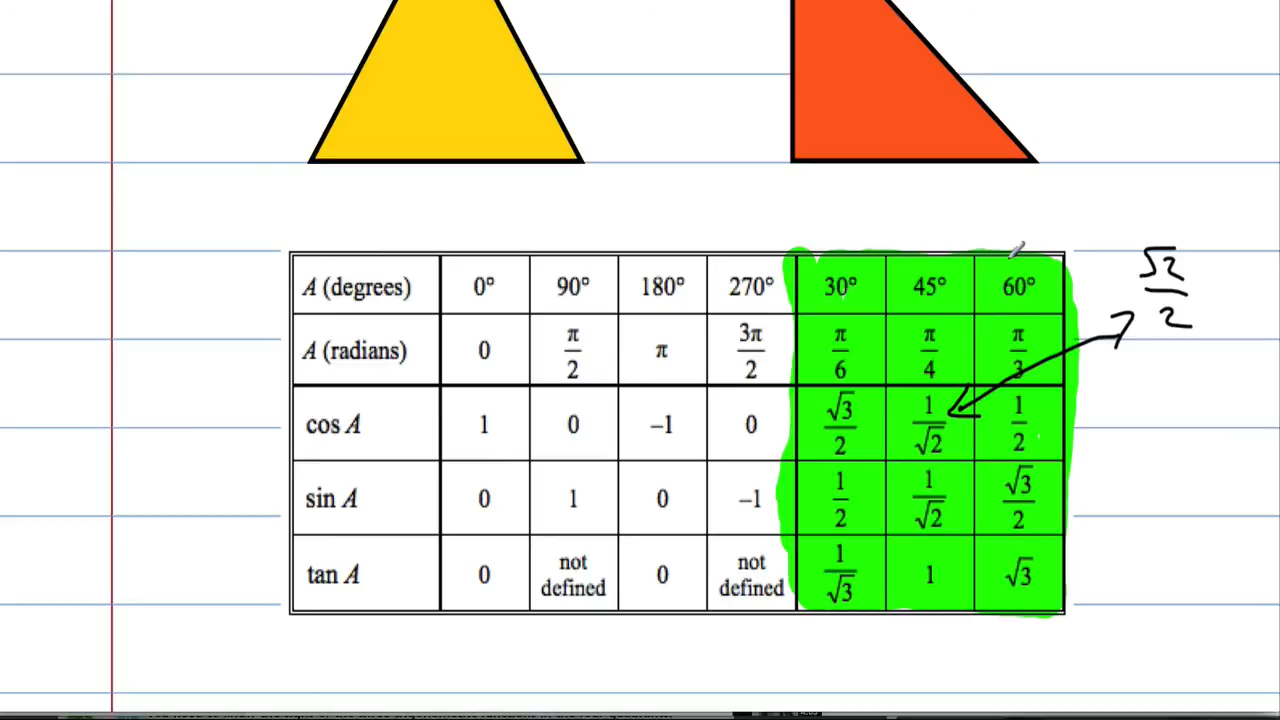 A (degrees) 0° 90° 180° 270° 30° 45° 60°
A (radians) 0 π/2 π 3π/2 π/6 π/4 π/3
cos A 1 0 –1 0 √3/2 1/√2 1/2
sin A 0 1 0 –1 1/2 1/√2 √3/2
tan A 0 not defined 0 not defined 1/√3 1 √3
√2/2